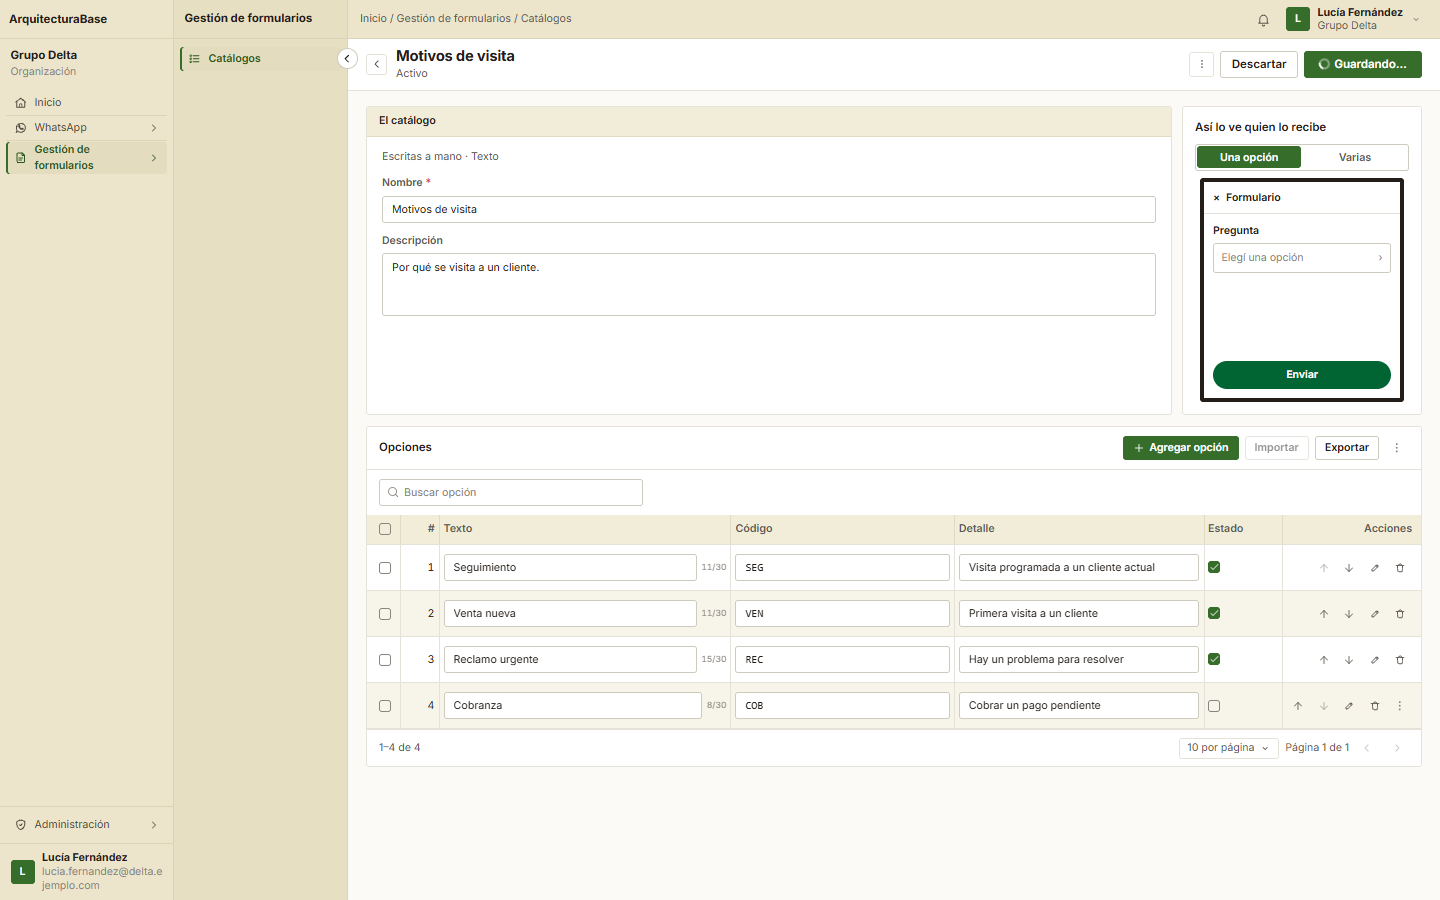 ArquitecturaBase
Grupo Delta
Organización
Inicio
WhatsApp
Gestión de
formularios
Administración
L
Lucía Fernández
lucia.fernandez@delta.e
jemplo.com
Gestión de formularios
Catálogos
Inicio / Gestión de formularios / Catálogos
L
Lucía Fernández
Grupo Delta
Motivos de visita
Activo
Descartar
Guardando...
El catálogo
Escritas a mano · Texto
Nombre *
Motivos de visita
Descripción
Por qué se visita a un cliente.
Así lo ve quien lo recibe
Una opción
Varias
× Formulario
Pregunta
Elegí una opción
Enviar
Opciones
+ Agregar opción
Importar
Exportar
Buscar opción
# Texto Código Detalle Estado Acciones
1 Seguimiento 11/30 SEG Visita programada a un cliente actual
2 Venta nueva 11/30 VEN Primera visita a un cliente
3 Reclamo urgente 15/30 REC Hay un problema para resolver
4 Cobranza 8/30 COB Cobrar un pago pendiente
1–4 de 4
10 por página
Página 1 de 1